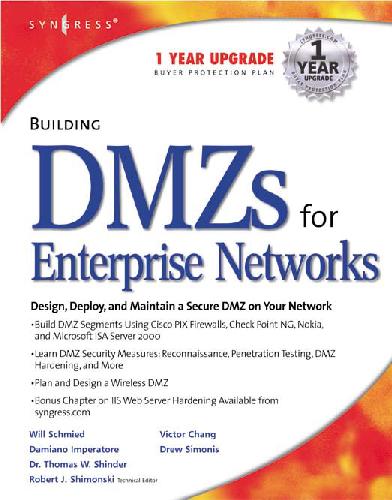 SYNGRESS®
1 YEAR UPGRADE
BUYER PROTECTION PLAN
syngress.com
1
YEAR
UPGRADE
BUILDING
DMZs for
Enterprise Networks
Design, Deploy, and Maintain a Secure DMZ on Your Network
•Build DMZ Segments Using Cisco PIX Firewalls, Check Point NG, Nokia,
and Microsoft ISA Server 2000
•Learn DMZ Security Measures: Reconnaissance, Penetration Testing, DMZ
Hardening, and More
•Plan and Design a Wireless DMZ
•Bonus Chapter on IIS Web Server Hardening Available from
syngress.com
Will Schmied
Victor Chang
Damiano Imperatore
Drew Simonis
Dr. Thomas W. Shinder
Robert J. Shimonski Technical Editor